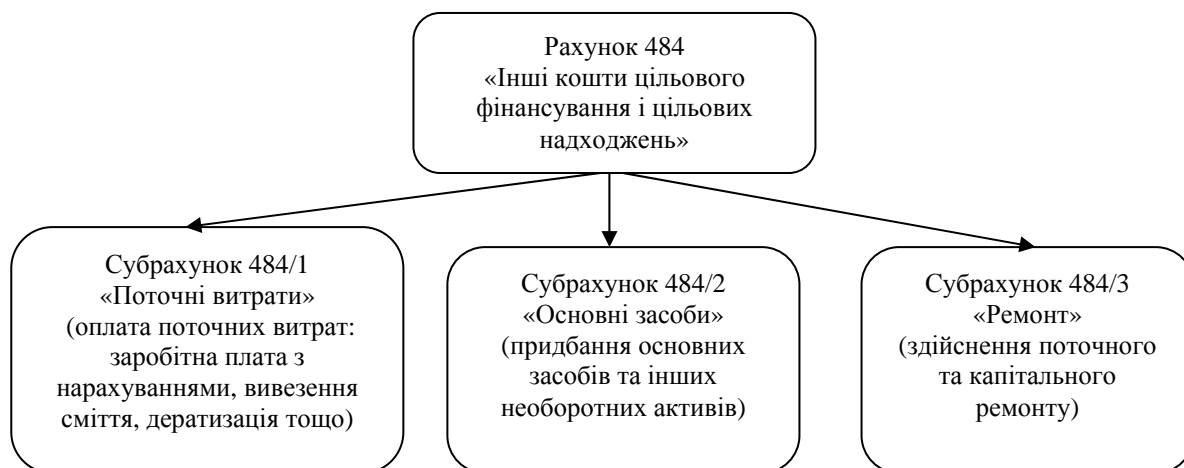 Рахунок 484
«Інші кошти цільового
фінансування і цільових
надходжень»
Субрахунок 484/1
«Поточні витрати»
(оплата поточних витрат:
заробітна плата з
нарахуваннями, вивезення
сміття, дератизація тощо)
Субрахунок 484/2
«Основні засоби»
(придбання основних
засобів та інших
необоротних активів)
Субрахунок 484/3
«Ремонт»
(здійснення поточного
та капітального
ремонту)